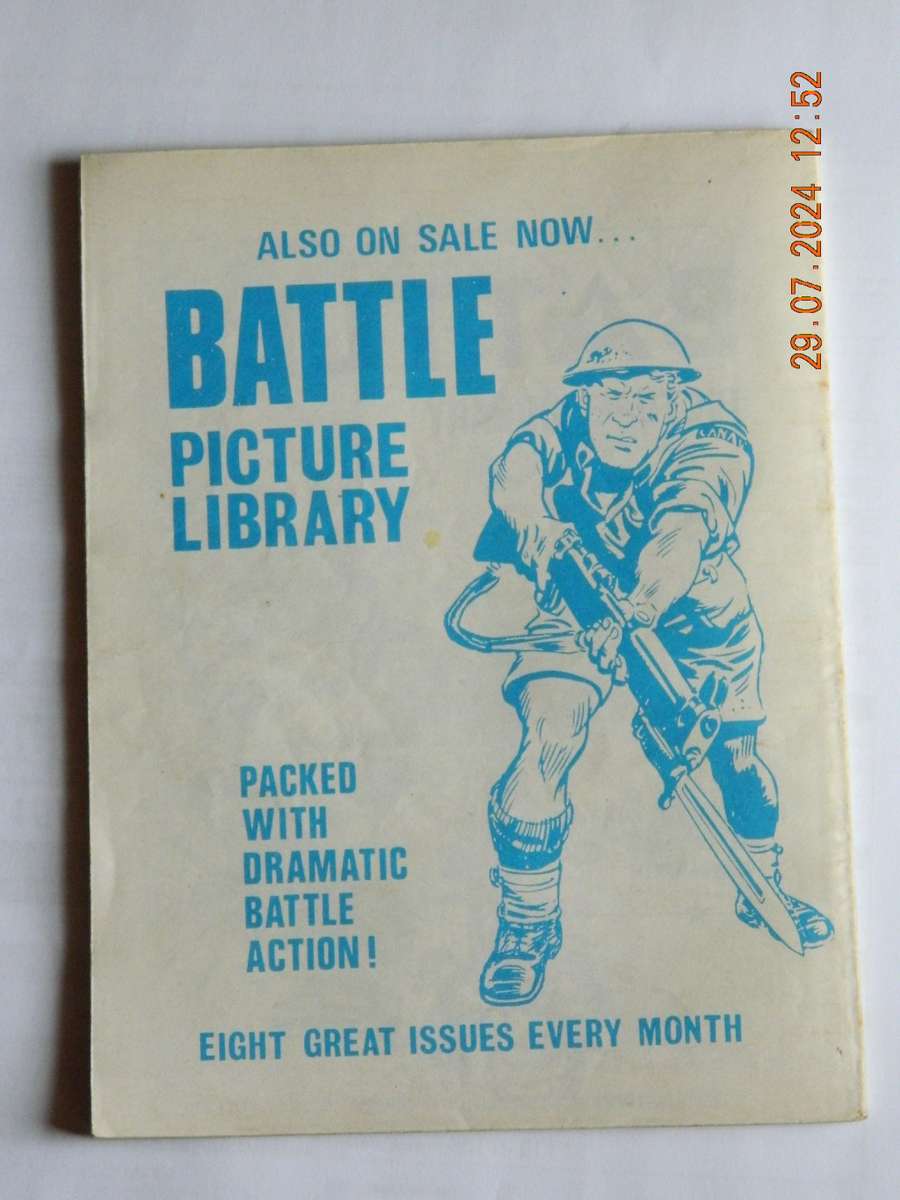 ALSO ON SALE NOW...
BATTLE
PICTURE
LIBRARY
CANAD
PACKED
WITH
DRAMATIC
BATTLE
ACTION!
EIGHT GREAT ISSUES EVERY MONTH
29.07.2024 12:52